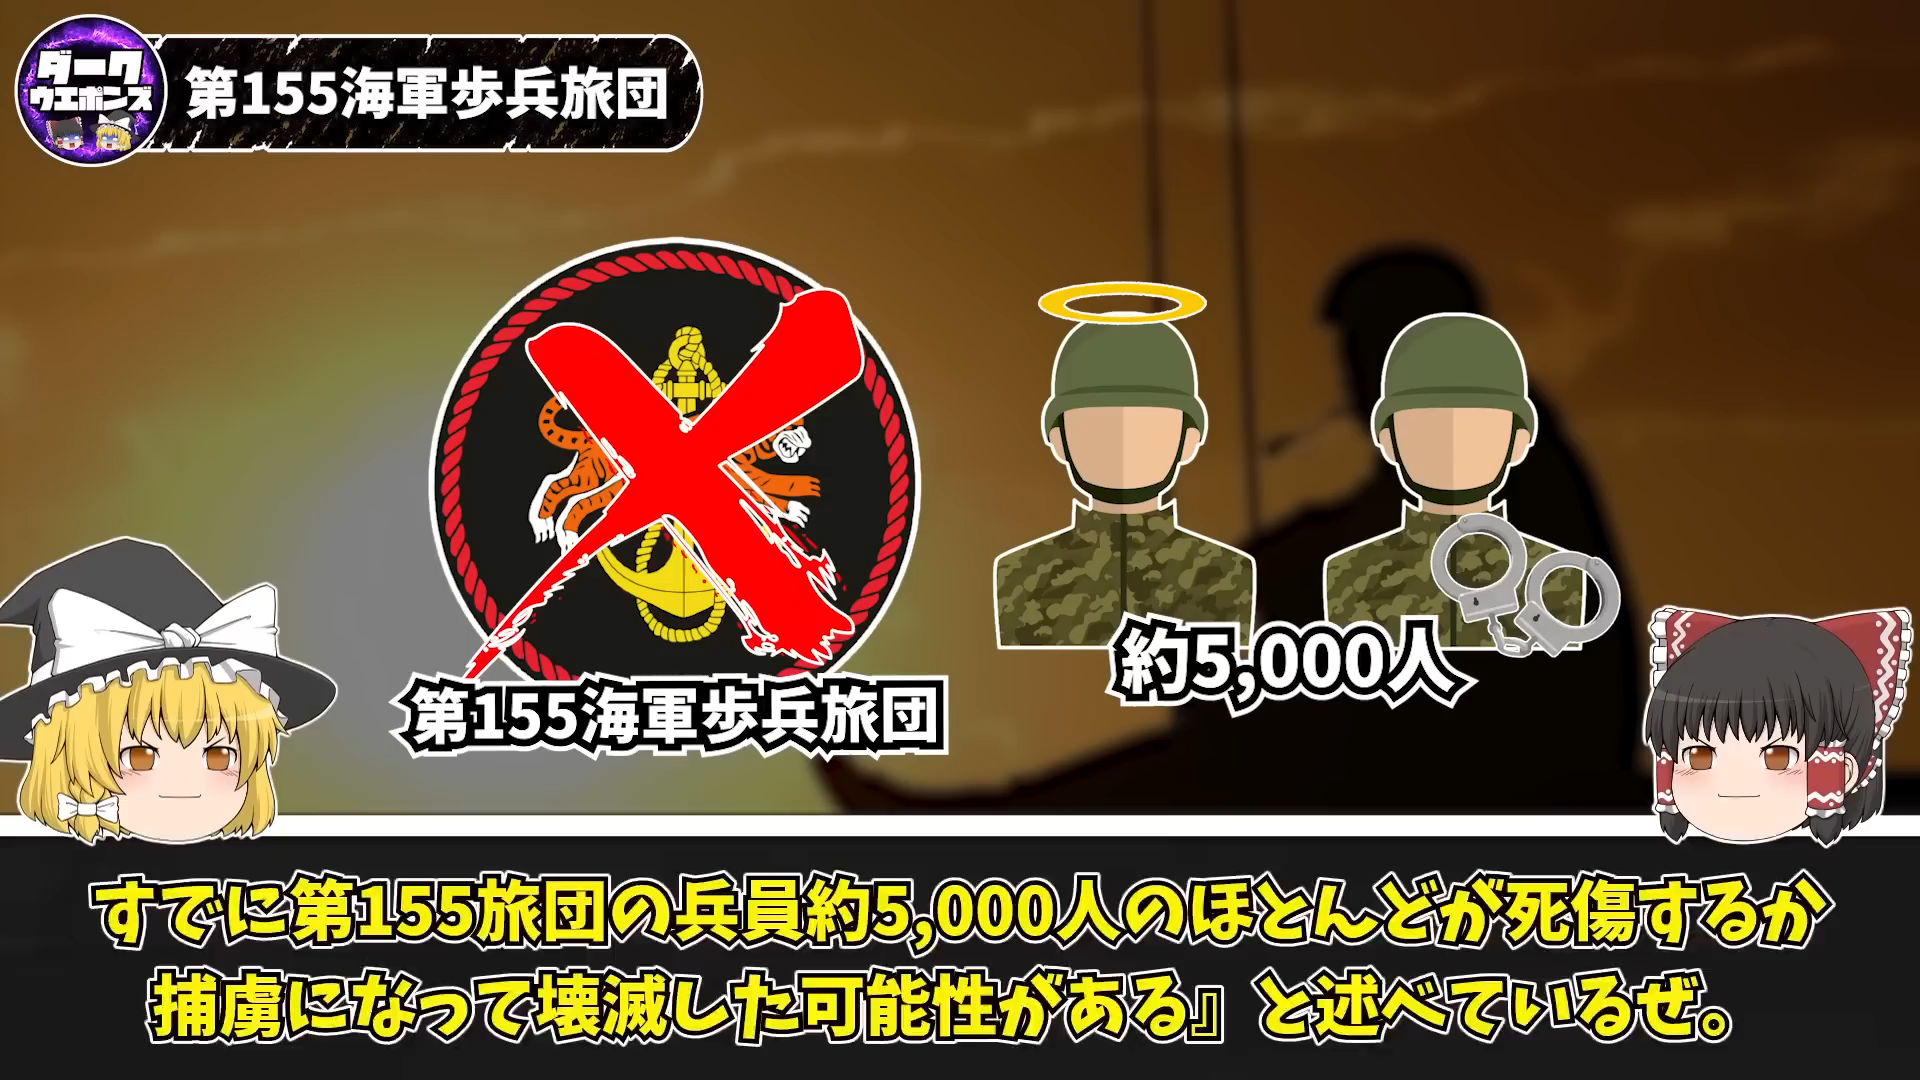 ダーク
ウエポンズ
第155海軍歩兵旅団
第155海軍歩兵旅団
約5,000人
すでに第155旅団の兵員約5,000人のほとんどが死傷するか
捕虜になって壊滅した可能性がある』と述べているぜ。